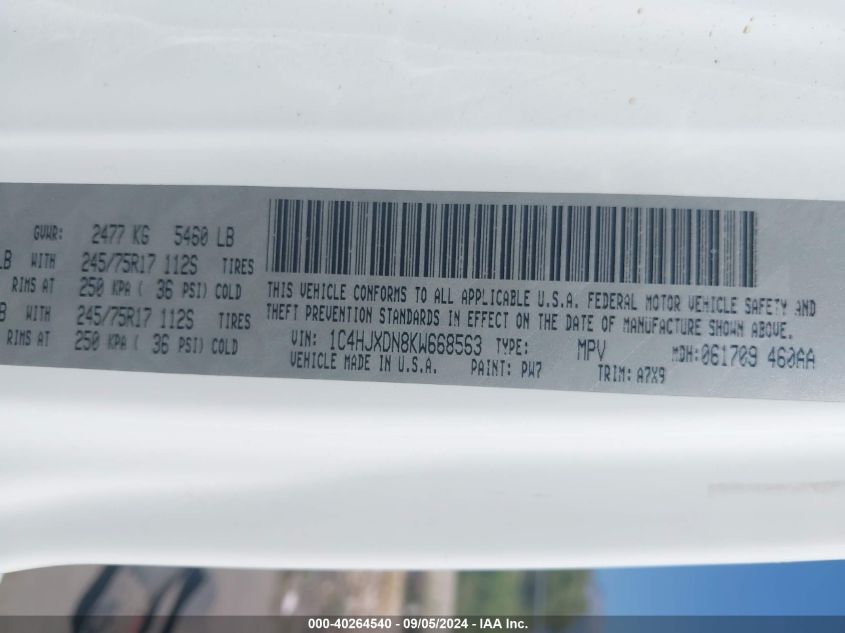 GVWR: 2477 KG 5460 LB
LB WITH 245/75R17 112S TIRES
RIMS AT 250 KPA ( 36 PSI) COLD
B WITH 245/75R17 112S TIRES
RIMS AT 250 KPA ( 36 PSI) COLD
THIS VEHICLE CONFORMS TO ALL APPLICABLE U.S.A. FEDERAL MOTOR VEHICLE SAFETY AND
THEFT PREVENTION STANDARDS IN EFFECT ON THE DATE OF MANUFACTURE SHOWN ABOVE.
VIN: 1C4HJXDN8KW668563 TYPE: MPV MDH:061709 460AA
VEHICLE MADE IN U.S.A. PAINT: PW7 TRIM: A7X9
000-40264540 - 09/05/2024 - IAA Inc.